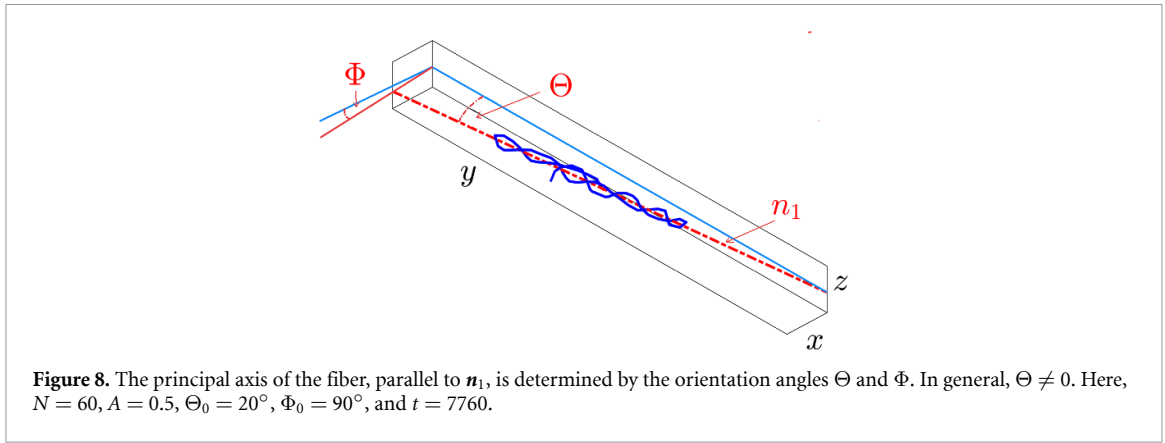 Φ
Θ
y
n₁
z
x
Figure 8. The principal axis of the fiber, parallel to n₁, is determined by the orientation angles Θ and Φ. In general, Θ ≠ 0. Here,
N = 60, A = 0.5, Θ₀ = 20°, Φ₀ = 90°, and t = 7760.